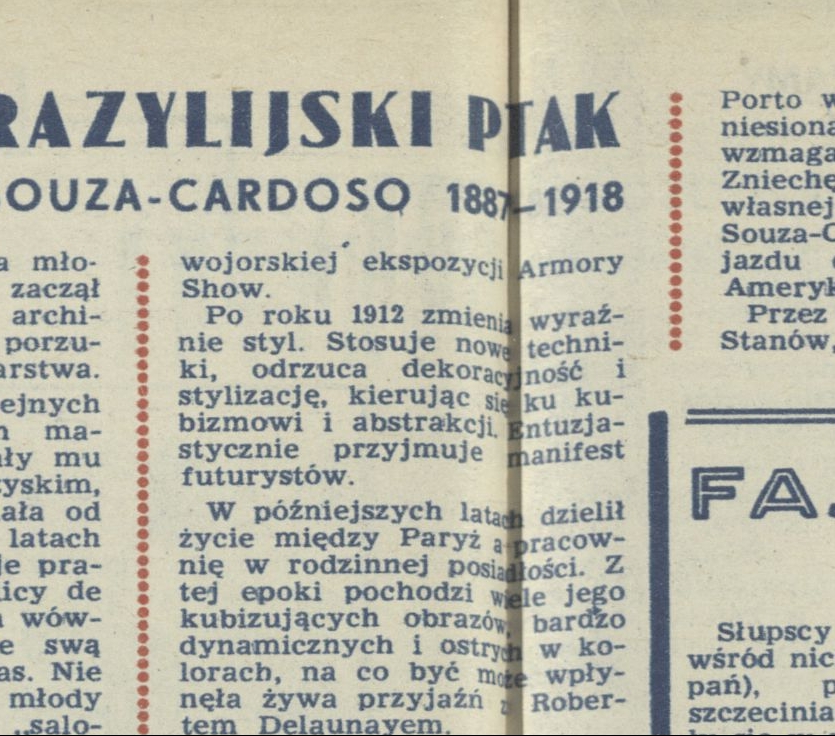 RAZYLIJSKI PTAK
SOUZA-CARDOSO 1887–1918
a mło-
zaczął
archi-
porzu-
arstwa.
ejnych
ma-
ały mu
yskim,
ała od
latach
pra-
icy de
wów-
e swą
as. Nie
młody
„salo-
wojorskiej ekspozycji Armory
Show.
Po roku 1912 zmienia wyraź-
nie styl. Stosuje nowe techni-
ki, odrzuca dekoracyjność i
stylizację, kierując się ku ku-
bizmowi i abstrakcji. Entuzja-
stycznie przyjmuje manifest
futurystów.
W późniejszych latach dzielił
życie między Paryż a pracow-
nię w rodzinnej posiadłości. Z
tej epoki pochodzi wiele jego
kubizujących obrazów, bardzo
dynamicznych i ostrych w ko-
lorach, na co być może wpły-
nęła żywa przyjaźń z Rober-
tem Delaunayem.
Porto w
niesiona
wzmaga
Zniechę
własnej
Souza-C
jazdu
Ameryk
Przez
Stanów,
FA
Słupscy
wśród nic
pań), p
szczecinia